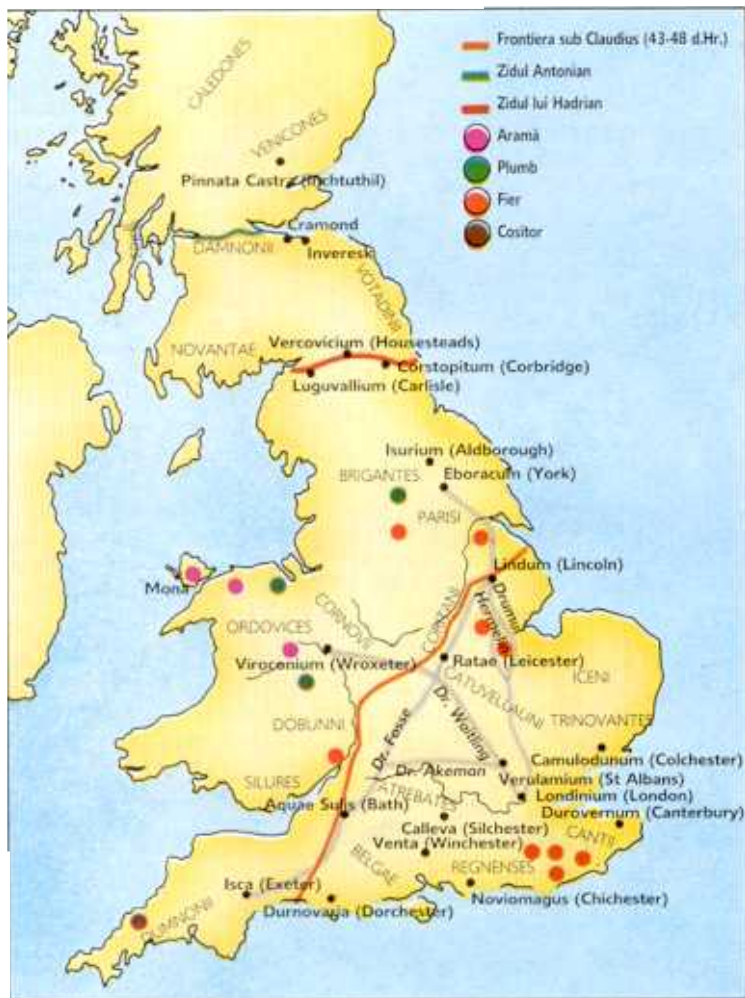 Frontiera sub Claudius (43-48 d.Hr.)
Zidul Antonian
Zidul lui Hadrian
Aramă
Plumb
Fier
Cositor
CALEDONES
VENICONES
Pinnata Castra (Inchtuthil)
Cramond
DAMNONII
Inveresk
VOTADINI
NOVANTAE
Vercovicium (Housesteads)
Corstopitum (Corbridge)
Luguvallium (Carlisle)
Isurium (Aldborough)
BRIGANTES
Eboracum (York)
PARISI
Lindum (Lincoln)
Mona
Drumul
ORDOVICES
CORNOVII
CORITANI
Viroconium (Wroxeter)
Ratae (Leicester)
ICENI
CATUVELLAUNI
DOBUNNI
Dr. Fosse
Dr. Waitling
TRINOVANTES
Camulodunum (Colchester)
SILURES
Dr. Akemon
Verulamium (St Albans)
ATREBATES
Londinium (London)
Aquae Sulis (Bath)
Durovernum (Canterbury)
Calleva (Silchester)
CANTII
Venta (Winchester)
BELGAE
REGNENSES
Isca (Exeter)
Noviomagus (Chichester)
Durnovaria (Dorchester)
DUMNONII